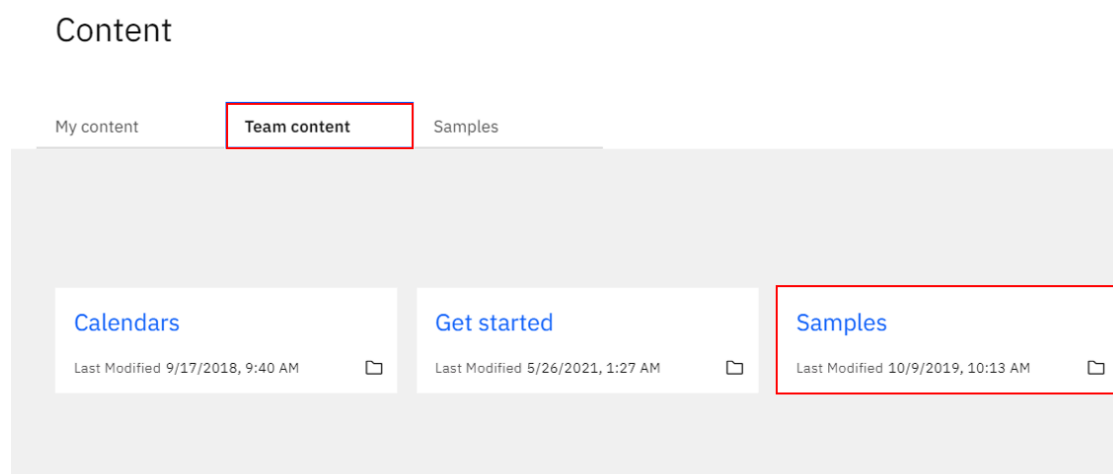 Content
My content Team content Samples
Calendars Get started Samples
Last Modified 9/17/2018, 9:40 AM Last Modified 5/26/2021, 1:27 AM Last Modified 10/9/2019, 10:13 AM